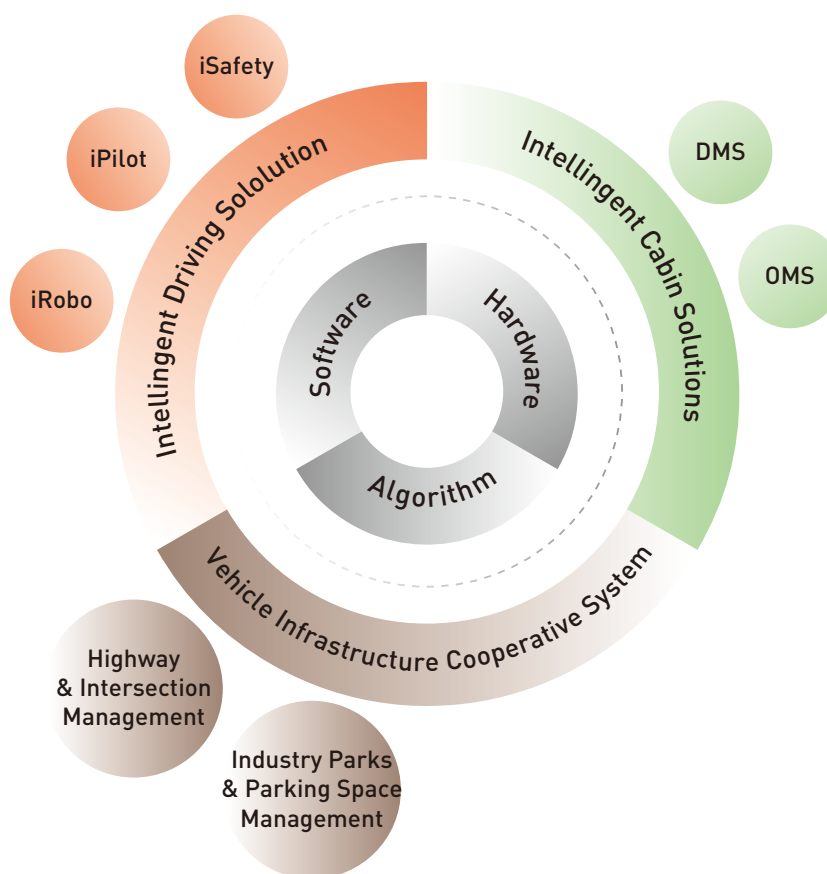 iSafety
iPilot
iRobo
Intellingent Driving Sololution
Intellingent Cabin Solutions
DMS
OMS
Software
Hardware
Algorithm
Vehicle Infrastructure Cooperative System
Highway
& Intersection
Management
Industry Parks
& Parking Space
Management